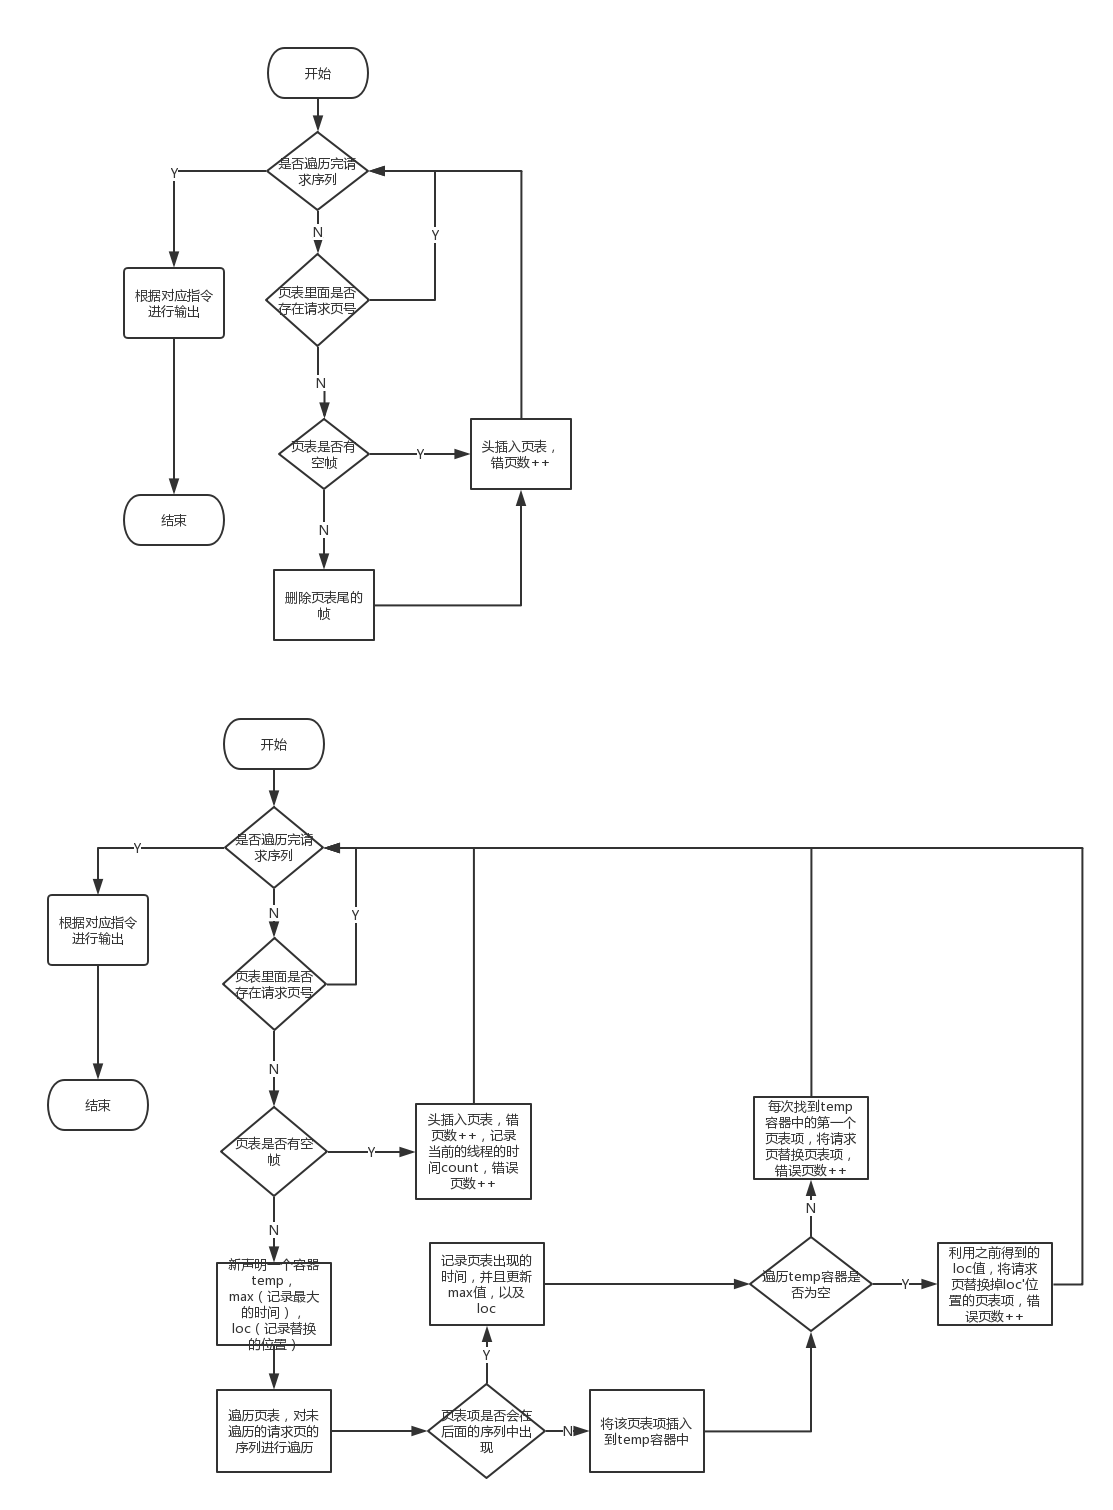 开始
是否遍历完请
求序列
Y
N
Y
根据对应指令
进行输出
页表里面是否
存在请求页号
N
页表是否有
空帧
Y
头插入页表，
错页数++
结束
N
删除页表尾的
帧
开始
是否遍历完请
求序列
Y
N
Y
根据对应指令
进行输出
页表里面是否
存在请求页号
N
结束
页表是否有空
帧
Y
头插入页表，错
页数++，记录
当前的线程的时
间count，错误
页数++
每次找到temp
容器中的第一个
页表项，将请求
页替换页表项，
错误页数++
N
N
新声明一个容器
temp，
max（记录最大
的时间），
loc（记录替换
的位置）
记录页表出现的
时间，并且更新
max值，以及
loc
遍历temp容器是
否为空
Y
利用之前得到的
loc值，将请求
页替换掉loc'位
置的页表项，错
误页数++
Y
遍历页表，对未
遍历的请求页的
序列进行遍历
页表项是否会在
后面的序列中出
现
N
将该页表项插入
到temp容器中